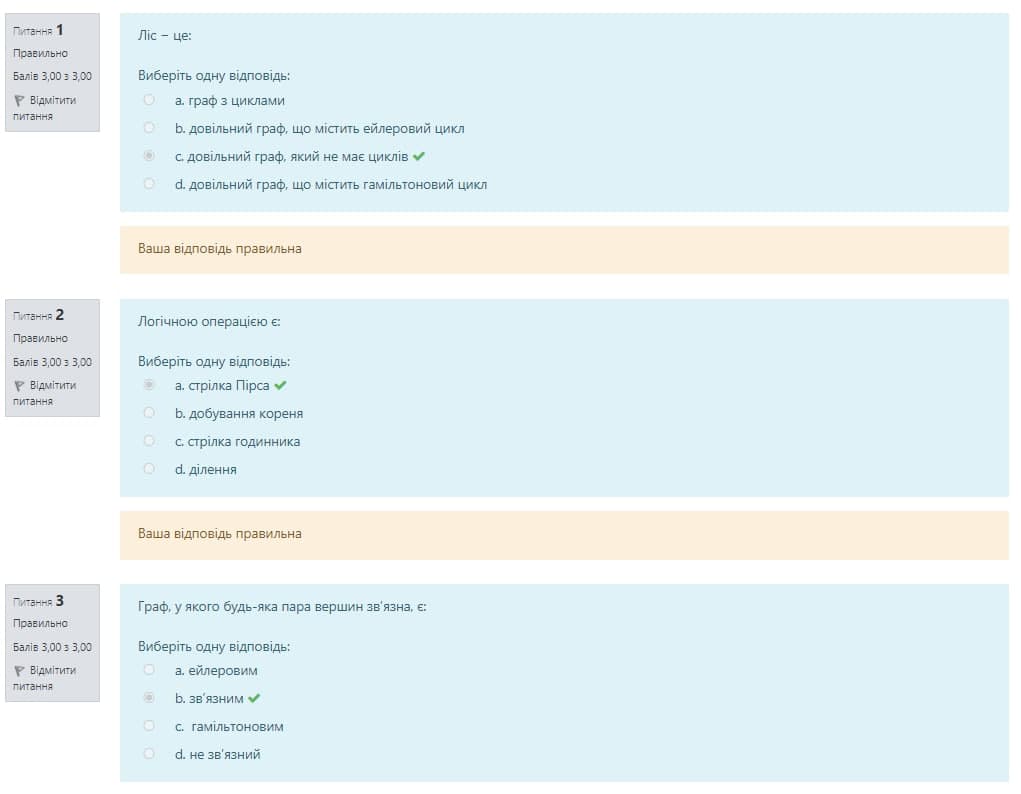 Питання 1
Правильно
Балів 3,00 з 3,00
Відмітити
питання
Ліс – це:
Виберіть одну відповідь:
a. граф з циклами
b. довільний граф, що містить ейлеровий цикл
c. довільний граф, який не має циклів
d. довільний граф, що містить гамільтоновий цикл
Ваша відповідь правильна
Питання 2
Правильно
Балів 3,00 з 3,00
Відмітити
питання
Логічною операцією є:
Виберіть одну відповідь:
a. стрілка Пірса
b. добування кореня
c. стрілка годинника
d. ділення
Ваша відповідь правильна
Питання 3
Правильно
Балів 3,00 з 3,00
Відмітити
питання
Граф, у якого будь-яка пара вершин зв'язна, є:
Виберіть одну відповідь:
a. ейлеровим
b. зв'язним
c. гамільтоновим
d. не зв'язний